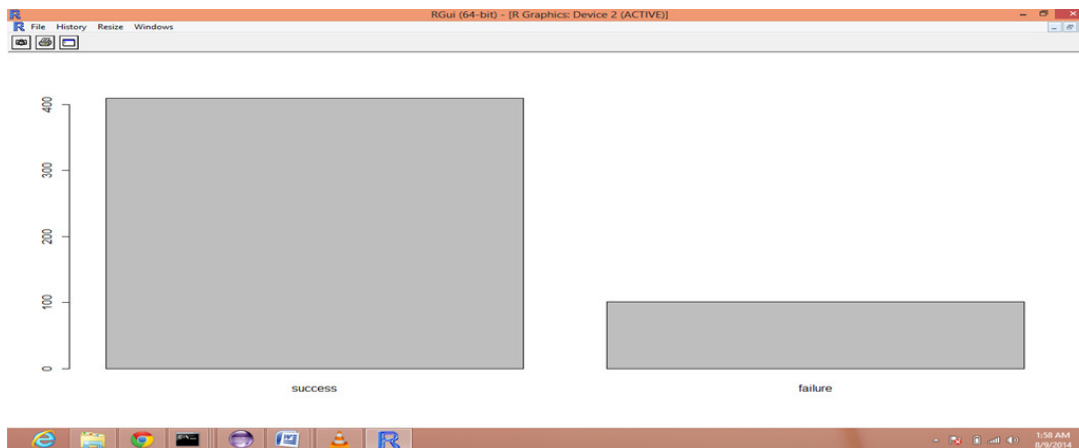 RGui (64-bit) - [R Graphics: Device 2 (ACTIVE)]
File History Resize Windows
400
300
200
100
0
success failure
1:58 AM
8/9/2014